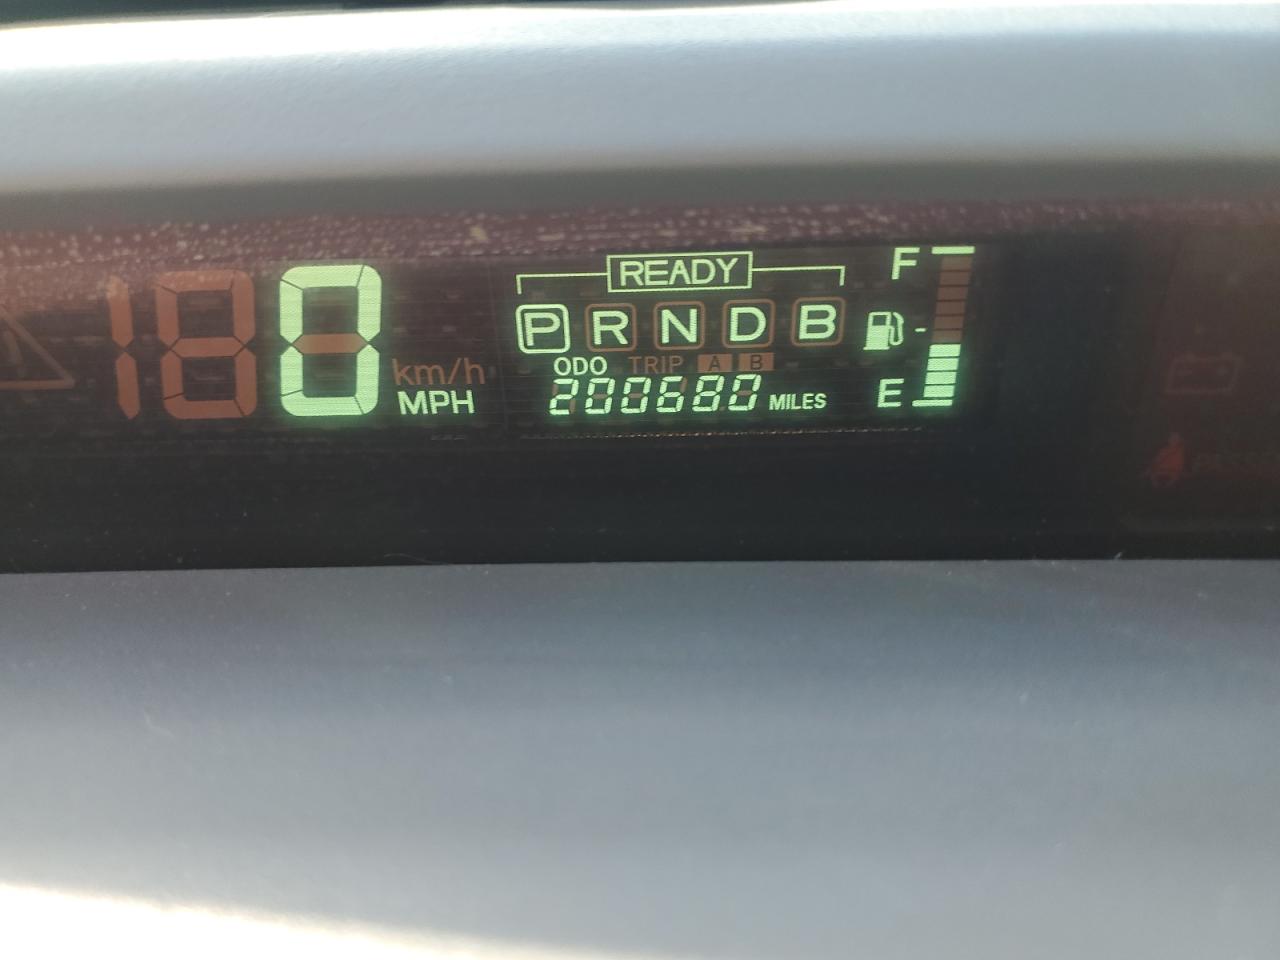 READY
F
0
P R N D B
km/h
ODO TRIP A B
MPH
200680 MILES
E